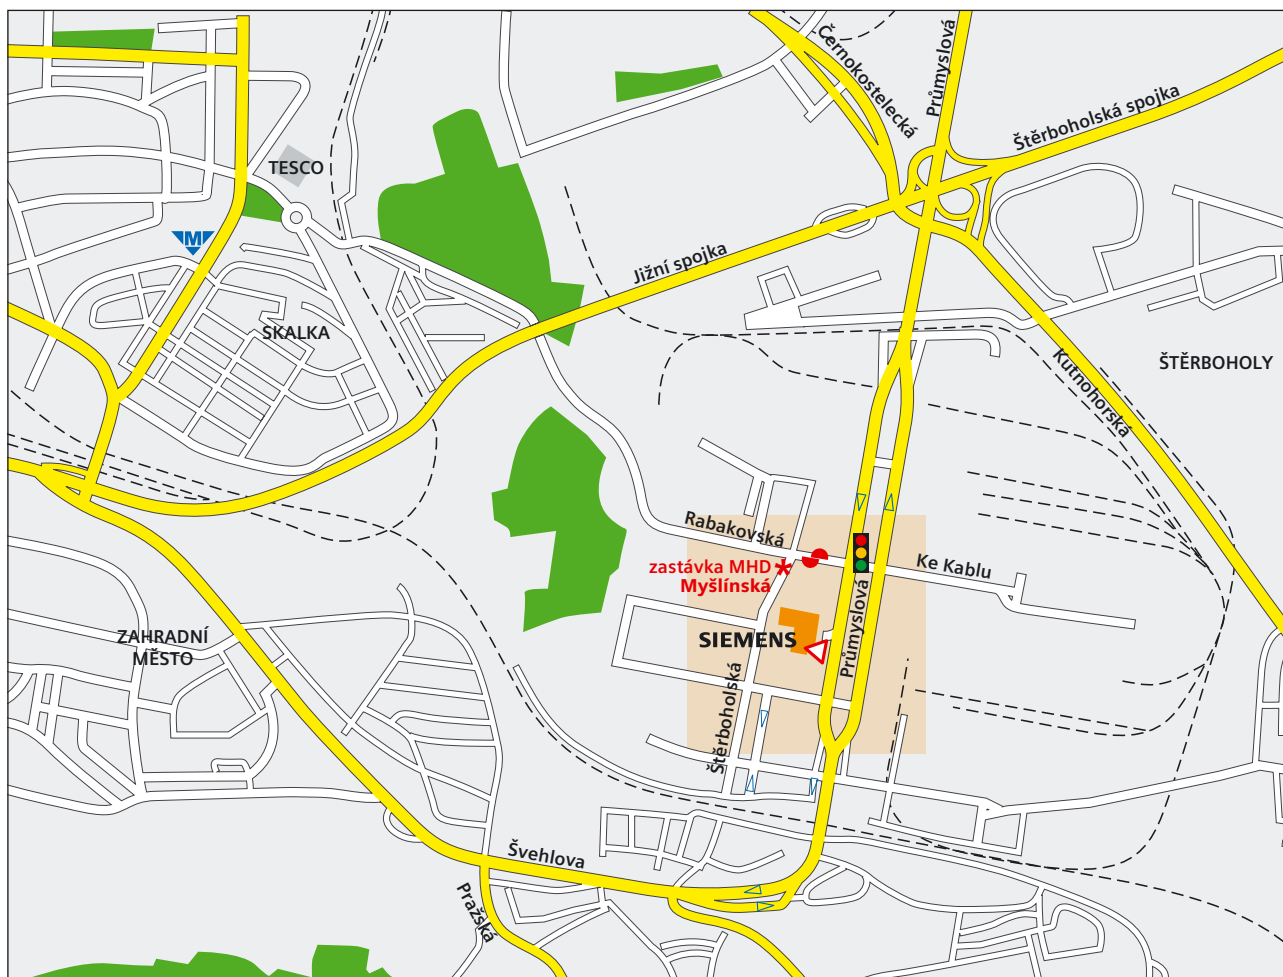 Černokostelecká
Průmyslová
Štěrboholská spojka
TESCO
M
Jižní spojka
SKALKA
Kutnohorská
ŠTĚRBOHOLY
Rabakovská
Ke Kablu
zastávka MHD
Myšlínská
ZAHRADNÍ
MĚSTO
SIEMENS
Průmyslová
Štěrboholská
Švehlova
Pražská